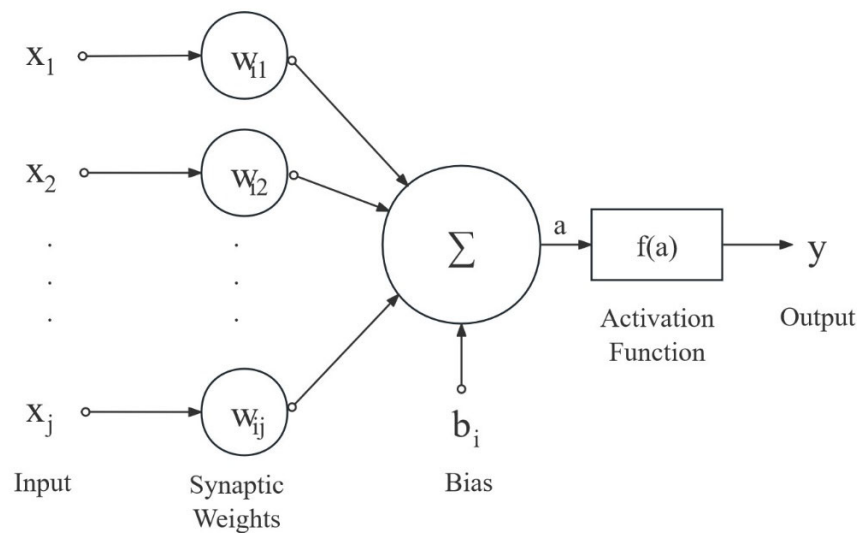 x₁
wᵢ₁
x₂
wᵢ₂
Σ
a
f(a)
y
Activation
Function
Output
xⱼ
wᵢⱼ
bᵢ
Input
Synaptic
Weights
Bias